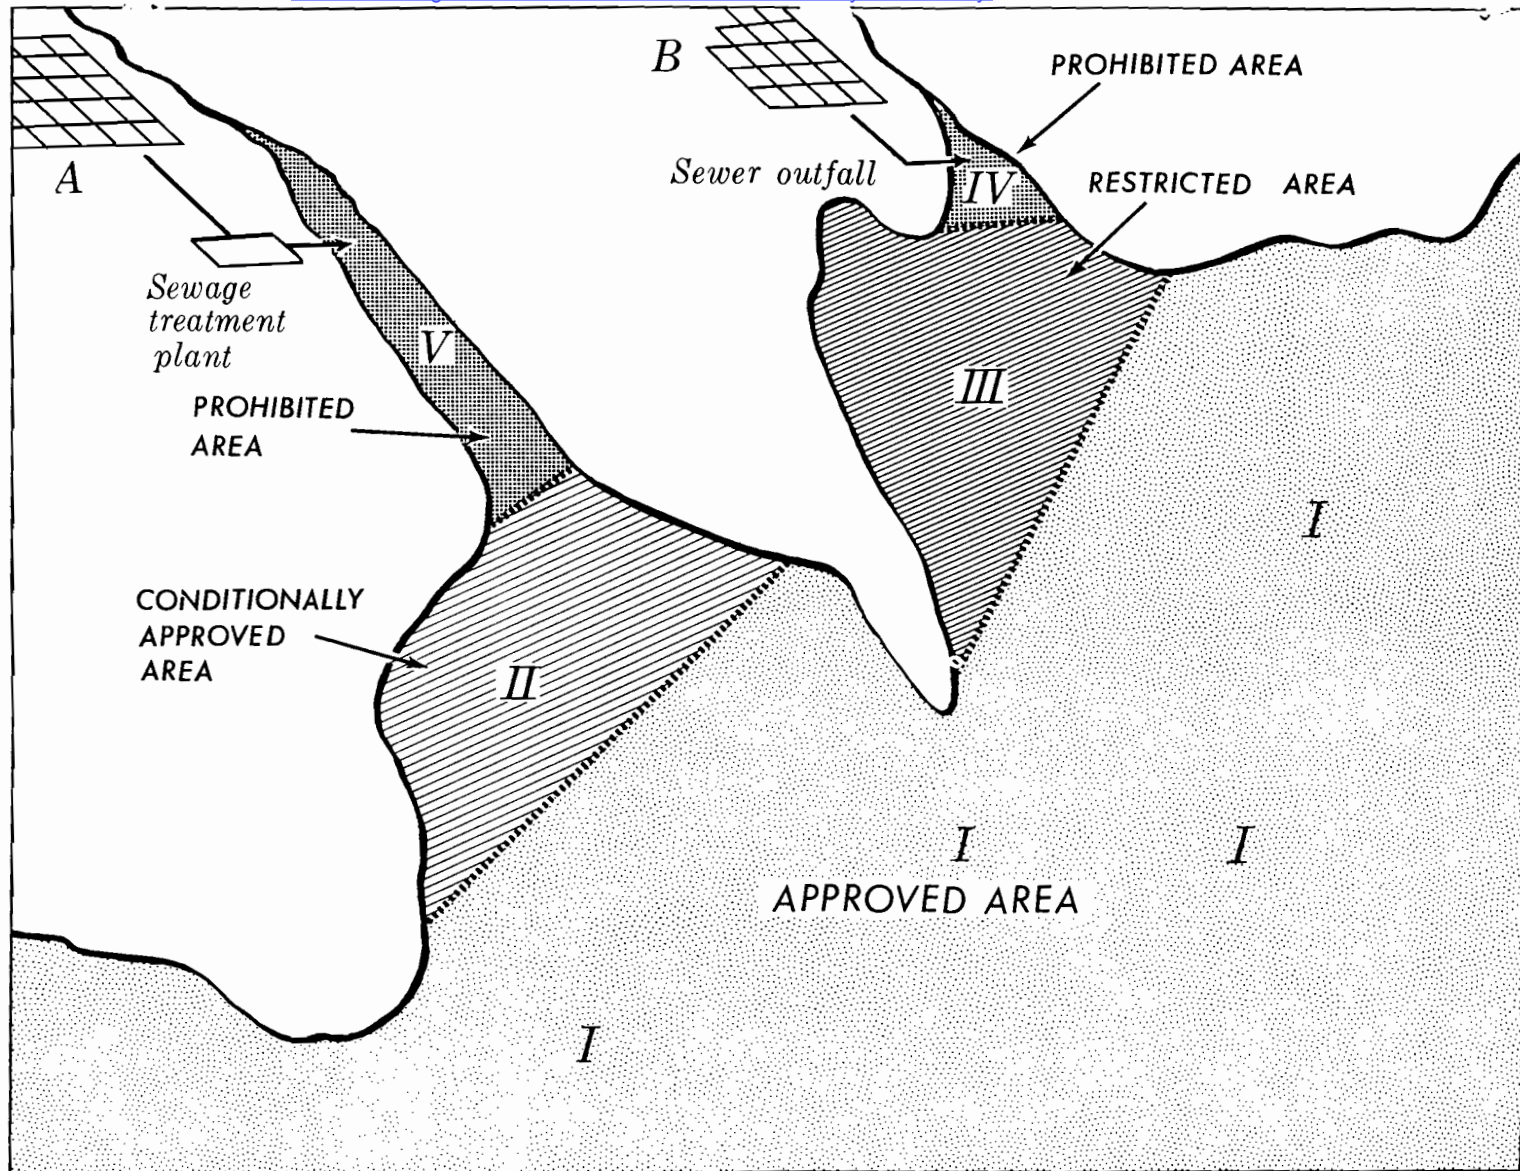 B
PROHIBITED AREA
A
Sewer outfall
IV
RESTRICTED AREA
Sewage
treatment
plant
V
III
PROHIBITED
AREA
I
CONDITIONALLY
APPROVED
AREA
II
I
I
APPROVED AREA
I